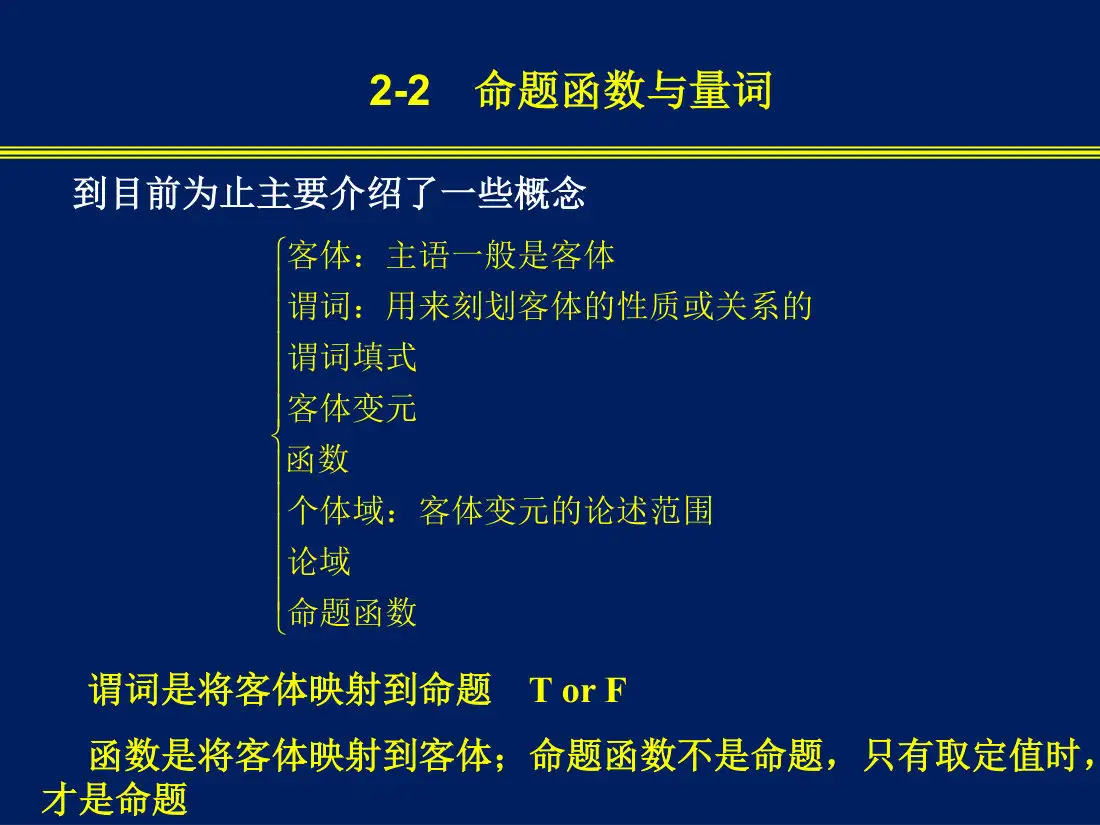 2-2 命题函数与量词
到目前为止主要介绍了一些概念
客体：主语一般是客体
谓词：用来刻划客体的性质或关系的
谓词填式
客体变元
函数
个体域：客体变元的论述范围
论域
命题函数
谓词是将客体映射到命题 T or F
函数是将客体映射到客体；命题函数不是命题，只有取定值时，
才是命题